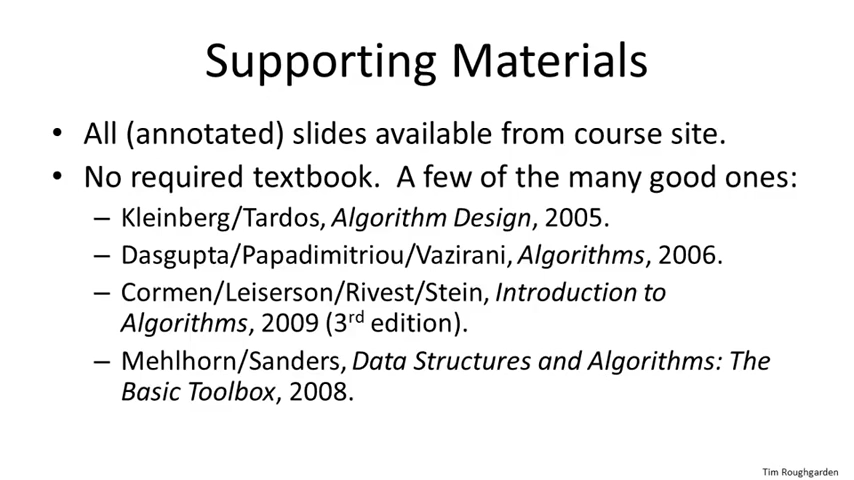 Supporting Materials
• All (annotated) slides available from course site.
• No required textbook. A few of the many good ones:
– Kleinberg/Tardos, Algorithm Design, 2005.
– Dasgupta/Papadimitriou/Vazirani, Algorithms, 2006.
– Cormen/Leiserson/Rivest/Stein, Introduction to
Algorithms, 2009 (3rd edition).
– Mehlhorn/Sanders, Data Structures and Algorithms: The
Basic Toolbox, 2008.
Tim Roughgarden